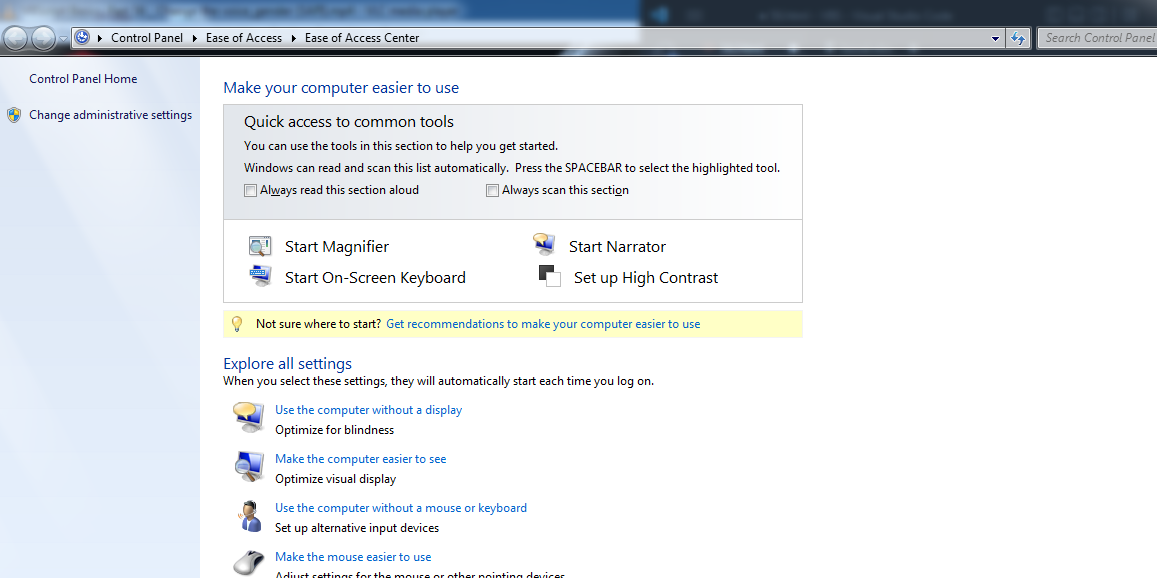 Control Panel Ease of Access Ease of Access Center
Search Control Panel
Control Panel Home
Change administrative settings
Make your computer easier to use
Quick access to common tools
You can use the tools in this section to help you get started.
Windows can read and scan this list automatically. Press the SPACEBAR to select the highlighted tool.
Always read this section aloud
Always scan this section
Start Magnifier
Start Narrator
Start On-Screen Keyboard
Set up High Contrast
Not sure where to start? Get recommendations to make your computer easier to use
Explore all settings
When you select these settings, they will automatically start each time you log on.
Use the computer without a display
Optimize for blindness
Make the computer easier to see
Optimize visual display
Use the computer without a mouse or keyboard
Set up alternative input devices
Make the mouse easier to use
Adjust settings for the mouse or other pointing devices